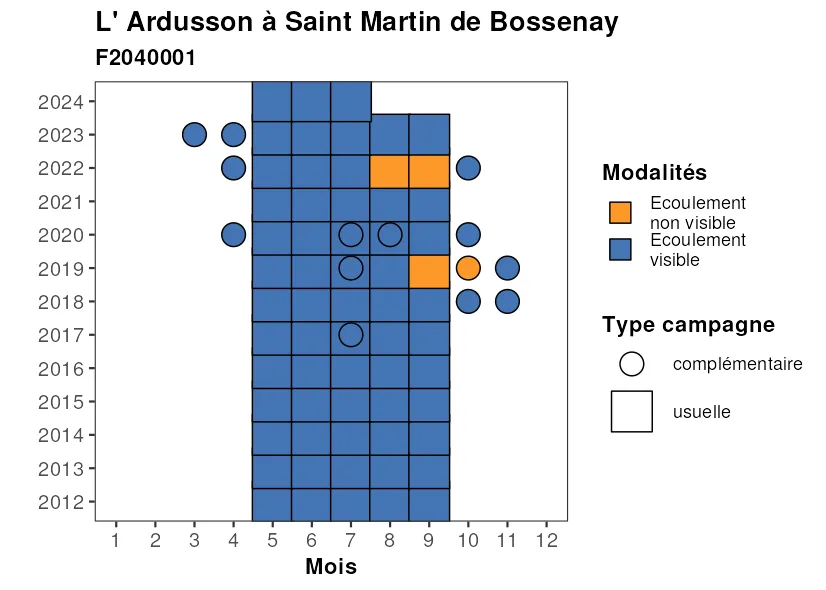 L' Ardusson à Saint Martin de Bossenay
F2040001
2024
2023
2022
2021
2020
2019
2018
2017
2016
2015
2014
2013
2012
1 2 3 4 5 6 7 8 9 10 11 12
Mois
Modalités
Ecoulement
non visible
Ecoulement
visible
Type campagne
complémentaire
usuelle